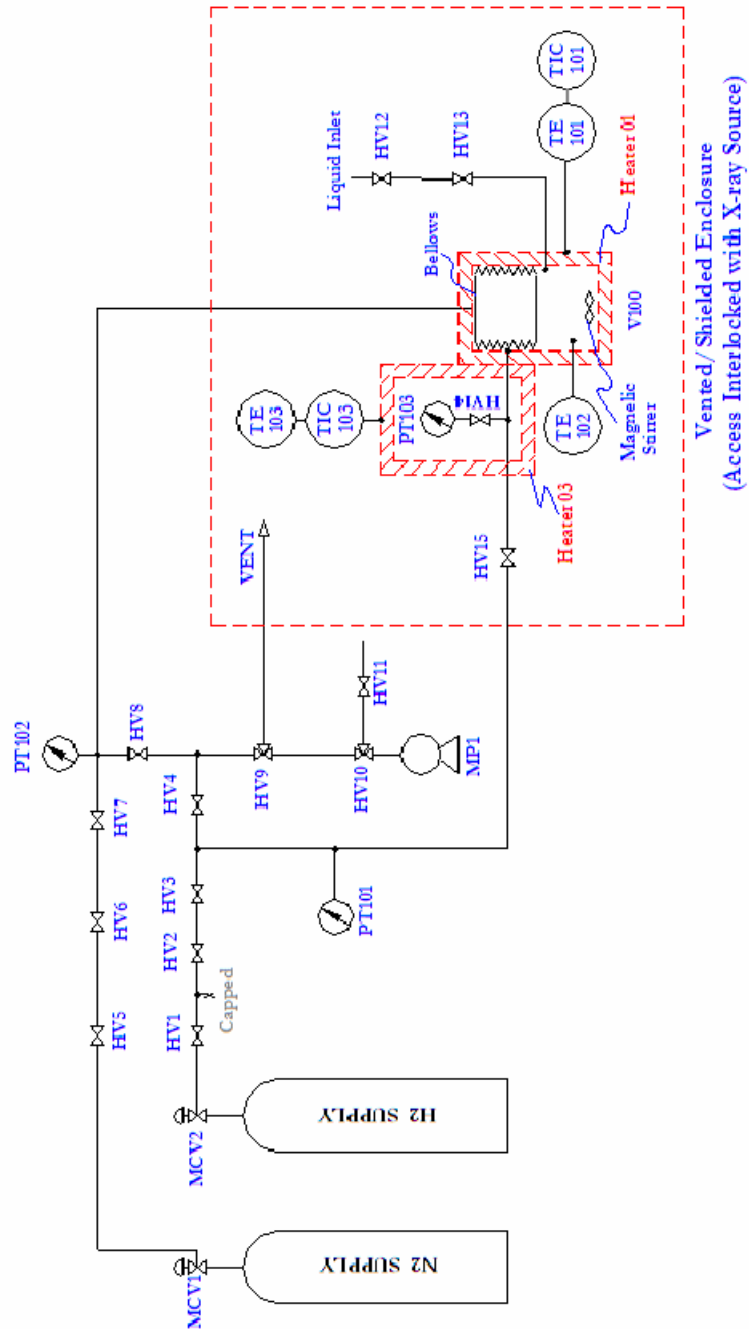 PT102
HV5
HV6
HV7
HV8
MCV1
MCV2
HV1
Capped
HV2
HV3
HV4
HV9
VENT
PT101
HV10
HV11
MP1
N2 SUPPLY
H2 SUPPLY
HV15
TE
103
TIC
103
PT103
HV14
Heater 03
TE
102
Magnetic
Stirrer
V100
Bellows
Liquid Inlet
HV12
HV13
Heater 01
TE
101
TIC
101
Vented/Shielded Enclosure
(Access Interlocked with X-ray Source)